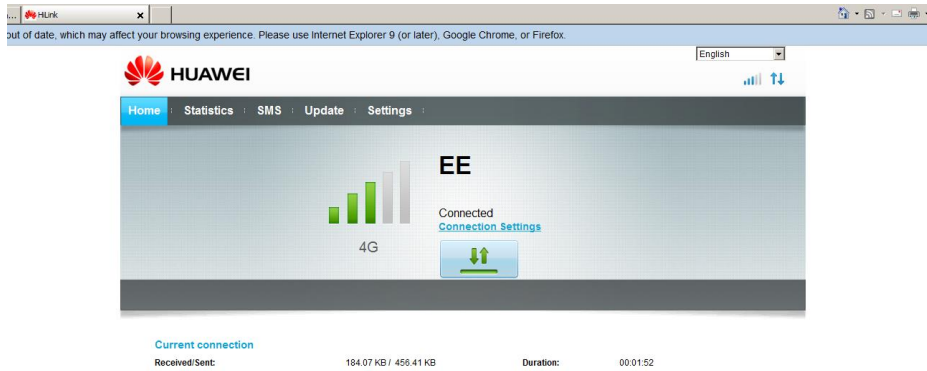 HiLink
out of date, which may affect your browsing experience. Please use Internet Explorer 9 (or later), Google Chrome, or Firefox.
English
HUAWEI
Home Statistics SMS Update Settings
EE
Connected
Connection Settings
4G
Current connection
Received/Sent: 184.07 KB / 456.41 KB Duration: 00:01:52